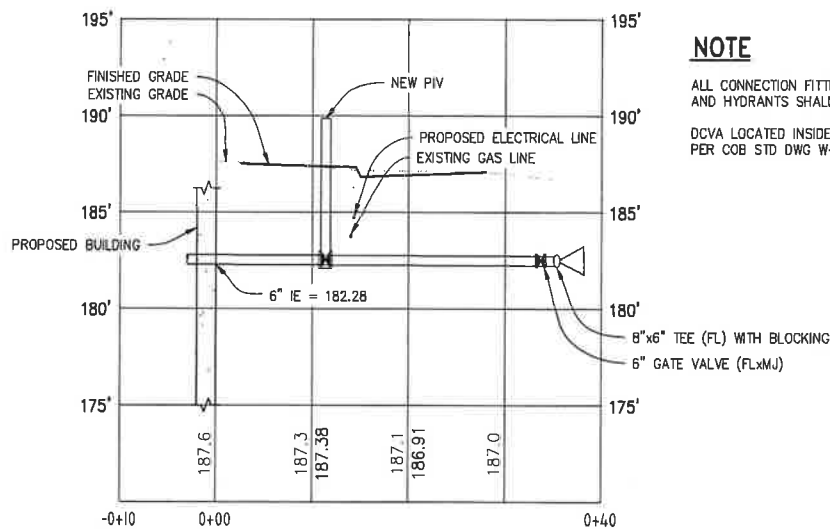 195'
195'
NOTE
FINISHED GRADE
EXISTING GRADE
NEW PIV
ALL CONNECTION
AND HYDRANTS
190'
190'
PROPOSED ELECTRICAL LINE
EXISTING GAS LINE
DCVA LOCATED INSIDE
PER COB STD DWG
185'
185'
PROPOSED BUILDING
6" IE = 182.28
180'
180'
8"x6" TEE (FL) WITH BLOCKING
6" GATE VALVE (FLxMJ)
175'
175'
187.6
187.3
187.38
187.1
186.91
187.0
-0+10
0+00
0+40